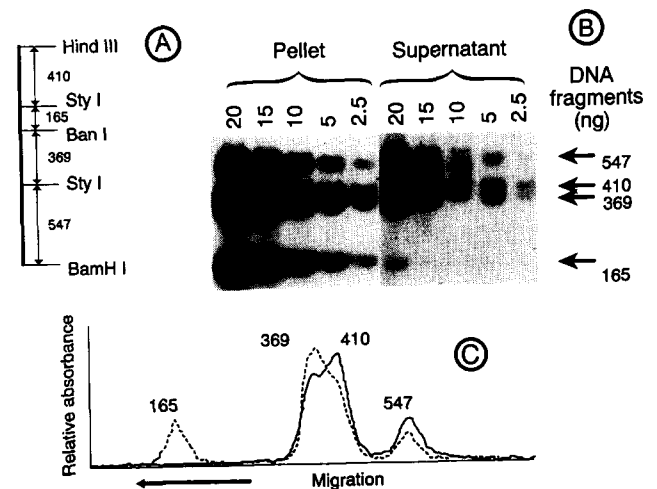 Hind III
410
Sty I
165
Ban I
369
Sty I
547
BamH I
A
Pellet
Supernatant
20 15 10 5 2.5 20 15 10 5 2.5
B
DNA
fragments
(ng)
547
410
369
165
C
Relative absorbance
165
369
410
547
Migration